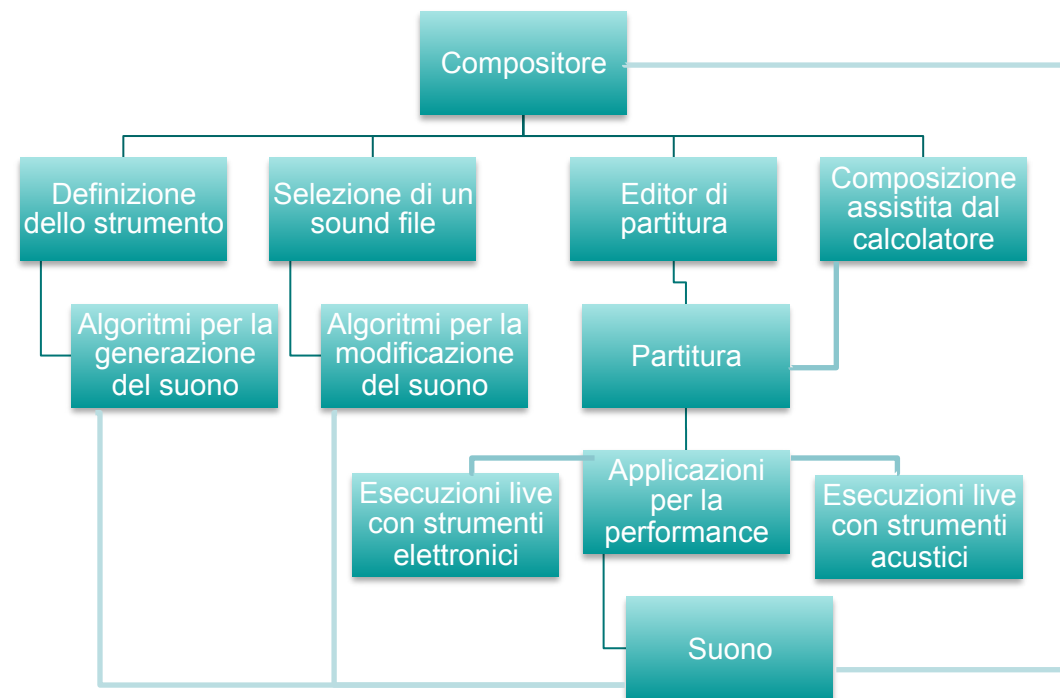 Compositore
Definizione
dello strumento
Selezione di un
sound file
Editor di
partitura
Composizione
assistita dal
calcolatore
Algoritmi per la
generazione
del suono
Algoritmi per la
modificazione
del suono
Partitura
Esecuzioni live
con strumenti
elettronici
Applicazioni
per la
performance
Esecuzioni live
con strumenti
acustici
Suono